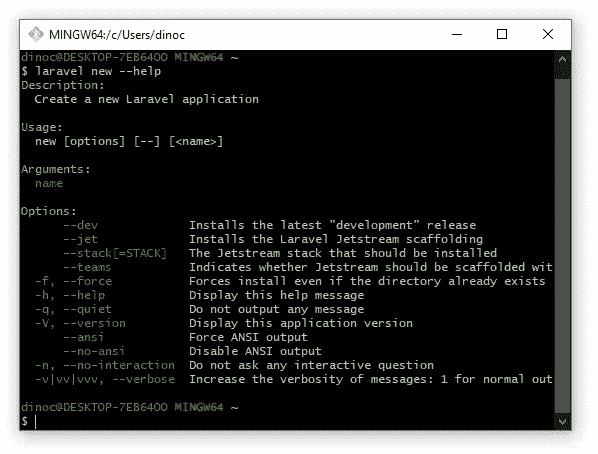 MINGW64:/c/Users/dinoc
dinoc@DESKTOP-7EB6400 MINGW64 ~
$ laravel new --help
Description:
  Create a new Laravel application

Usage:
  new [options] [--] [<name>]

Arguments:
  name

Options:
      --dev             Installs the latest "development" release
      --jet             Installs the Laravel Jetstream scaffolding
      --stack[=STACK]   The Jetstream stack that should be installed
      --teams           Indicates whether Jetstream should be scaffolded wit
  -f, --force           Forces install even if the directory already exists
  -h, --help            Display this help message
  -q, --quiet           Do not output any message
  -V, --version         Display this application version
      --ansi            Force ANSI output
      --no-ansi         Disable ANSI output
  -n, --no-interaction  Do not ask any interactive question
  -v|vv|vvv, --verbose  Increase the verbosity of messages: 1 for normal out

dinoc@DESKTOP-7EB6400 MINGW64 ~
$